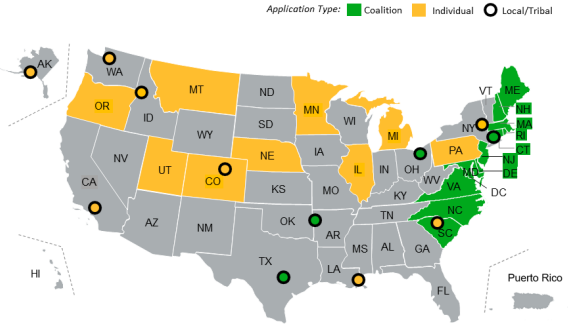 Application Type: Coalition Individual Local/Tribal
AK
WA
MT
ND
MN
VT
ME
NH
OR
ID
SD
WI
MI
NY
MA
RI
CT
WY
IA
NE
PA
NJ
NV
UT
CO
IL
IN
OH
MD
DE
CA
KS
MO
WV
VA
DC
KY
NC
AZ
NM
OK
AR
TN
SC
TX
LA
MS
AL
GA
HI
FL
Puerto Rico